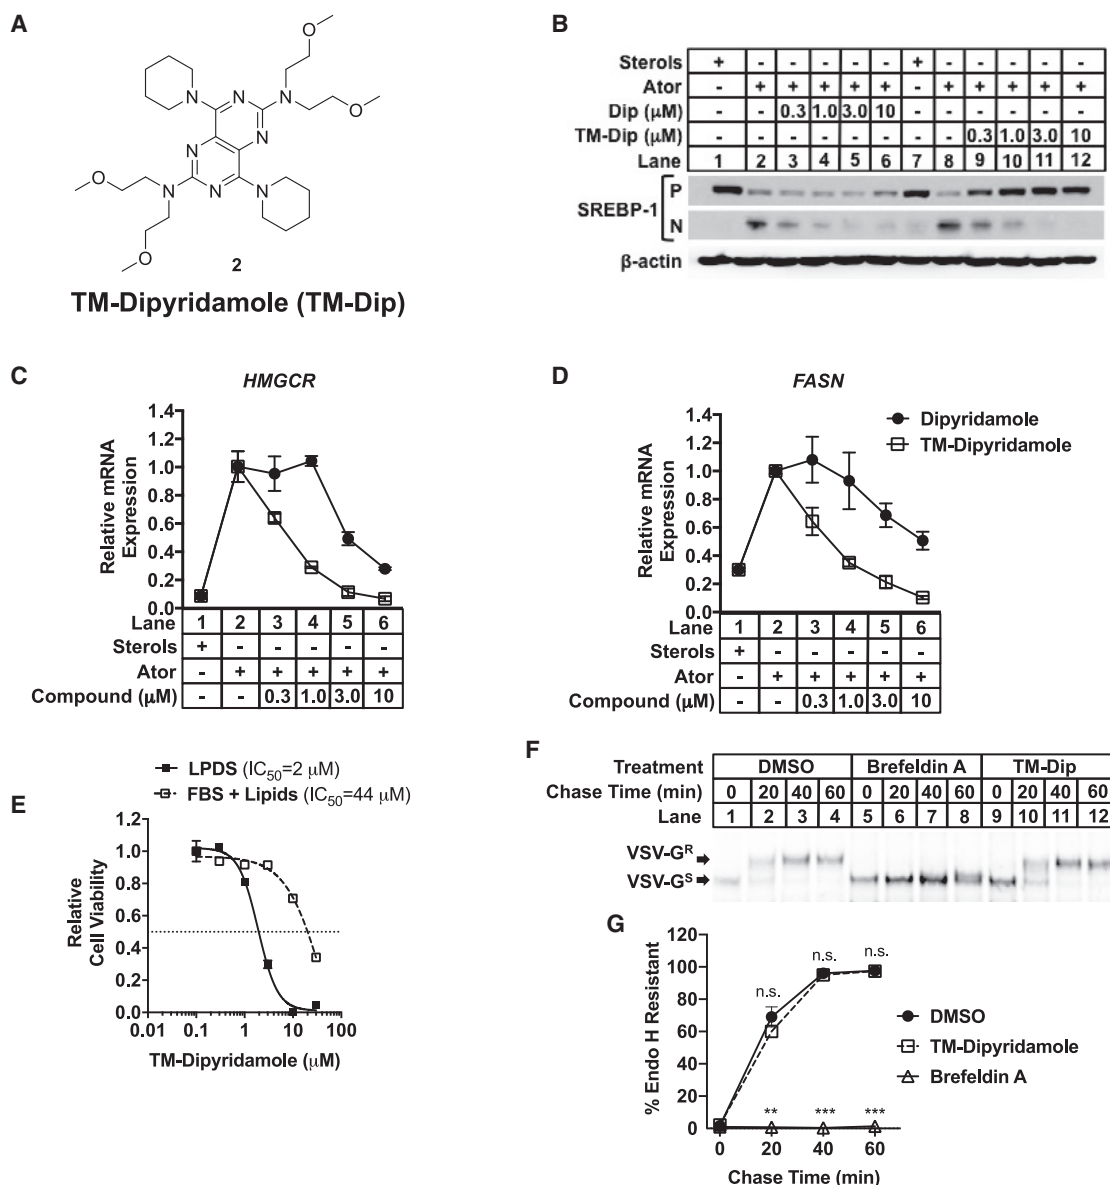 A
O
O
N
N
N
N
N
N
N
N
O
O
2
TM-Dipyridamole (TM-Dip)
B
Sterols + - - - - - + - - - - -
Ator - + + + + + - + + + + +
Dip (μM) - - 0.3 1.0 3.0 10 - - - - - -
TM-Dip (μM) - - - - - - - - 0.3 1.0 3.0 10
Lane 1 2 3 4 5 6 7 8 9 10 11 12
SREBP-1
P
N
β-actin
C
HMGCR
Relative mRNA
Expression
1.4
1.2
1.0
0.8
0.6
0.4
0.2
0.0
Lane 1 2 3 4 5 6
Sterols + - - - - -
Ator - + + + + +
Compound (μM) - - 0.3 1.0 3.0 10
D
FASN
Relative mRNA
Expression
1.4
1.2
1.0
0.8
0.6
0.4
0.2
0.0
Dipyridamole
TM-Dipyridamole
Lane 1 2 3 4 5 6
Sterols + - - - - -
Ator - + + + + +
Compound (μM) - - 0.3 1.0 3.0 10
E
LPDS (IC50=2 μM)
FBS + Lipids (IC50=44 μM)
Relative
Cell Viability
1.0
0.8
0.6
0.4
0.2
0.0
0.01 0.1 1 10 100
TM-Dipyridamole (μM)
F
Treatment DMSO Brefeldin A TM-Dip
Chase Time (min) 0 20 40 60 0 20 40 60 0 20 40 60
Lane 1 2 3 4 5 6 7 8 9 10 11 12
VSV-GR
VSV-GS
G
% Endo H Resistant
120
100
80
60
40
20
0
n.s.
n.s.
n.s.
** *** ***
DMSO
TM-Dipyridamole
Brefeldin A
0 20 40 60
Chase Time (min)